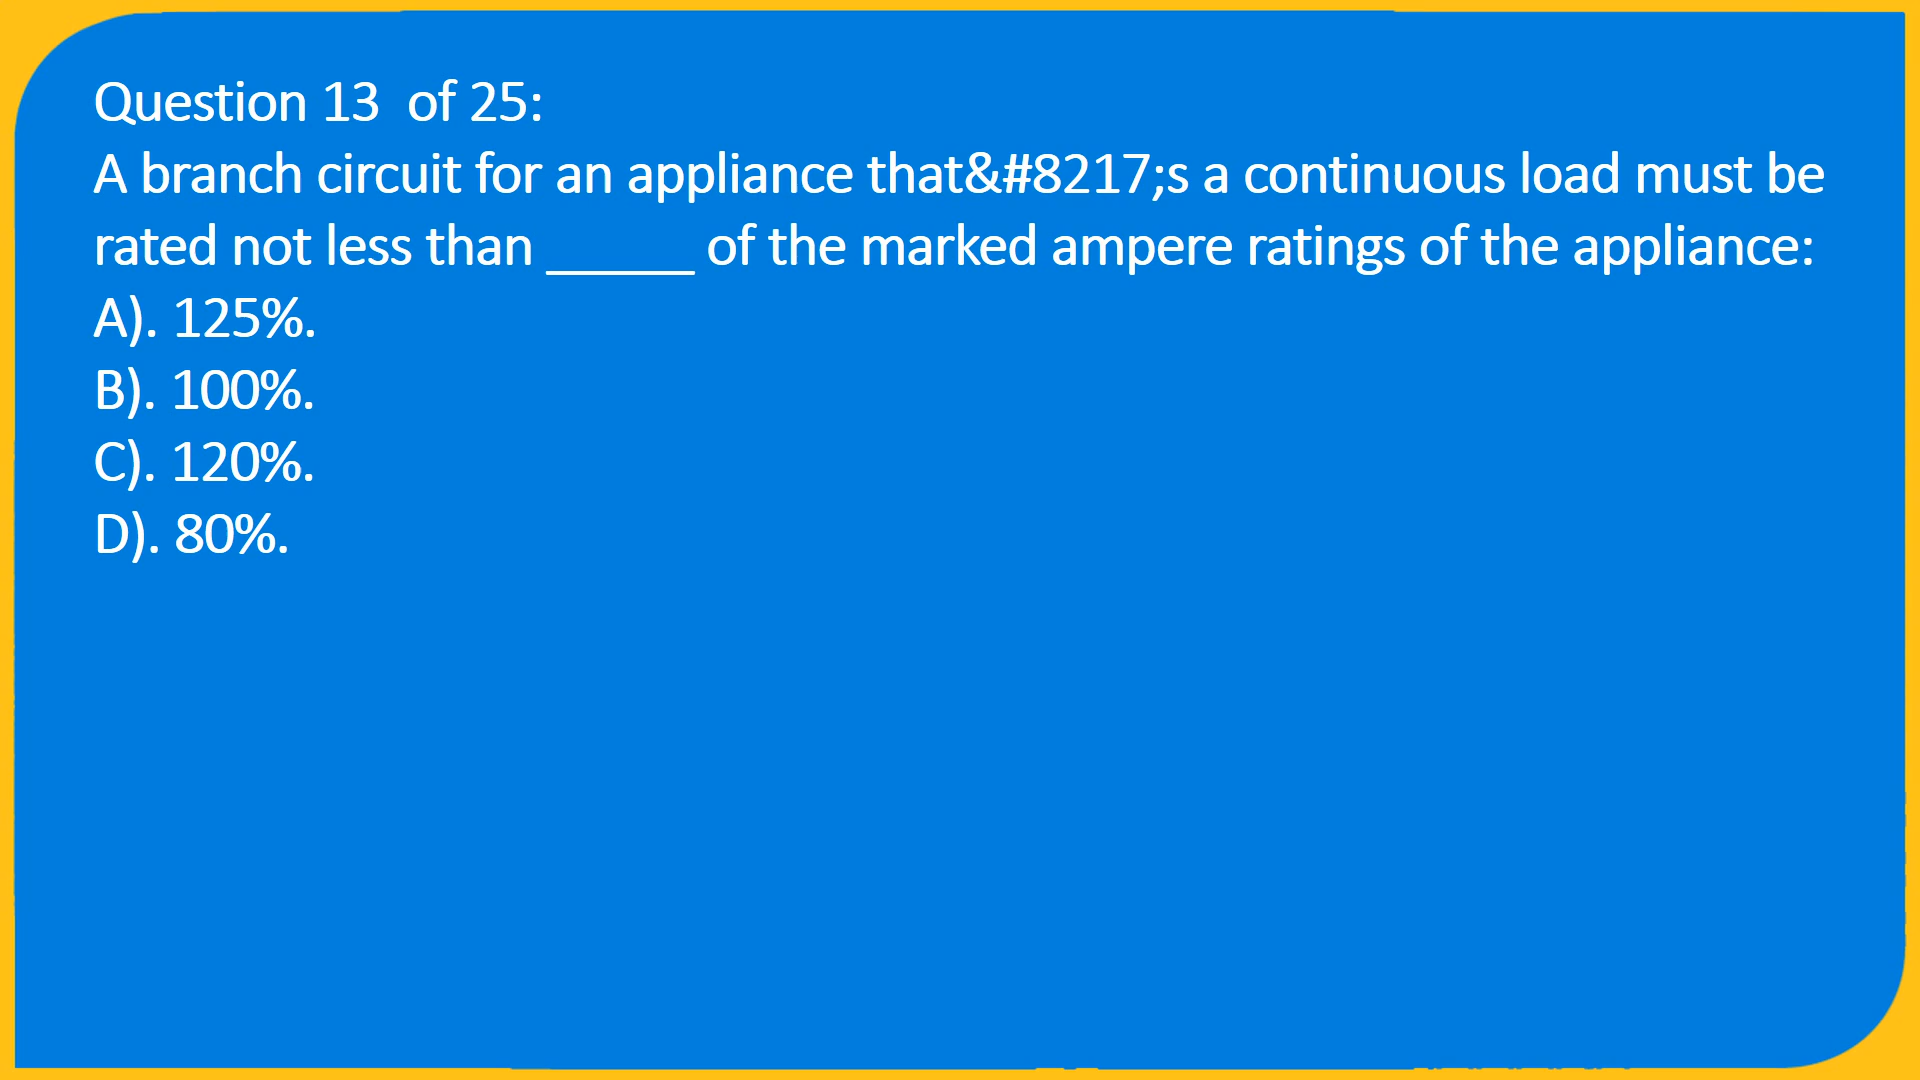 Question 13  of 25:
A branch circuit for an appliance that&#8217;s a continuous load must be
rated not less than _____ of the marked ampere ratings of the appliance:
A). 125%.
B). 100%.
C). 120%.
D). 80%.